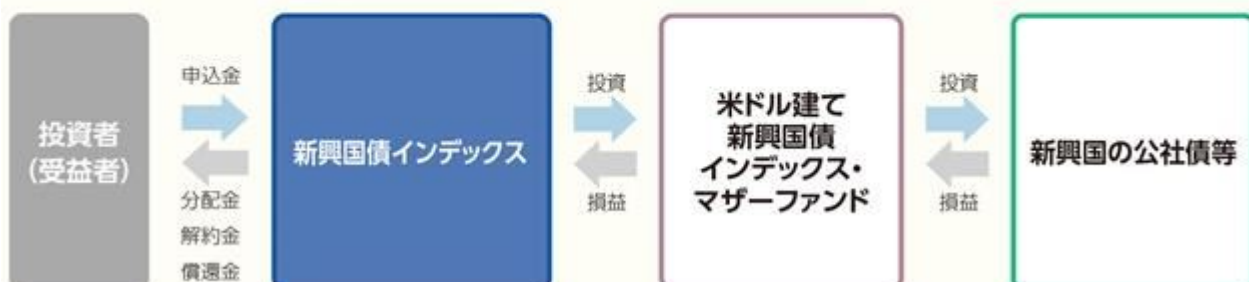 投資者
(受益者)
申込金
分配金
解約金
償還金
新興国債インデックス
投資
損益
米ドル建て
新興国債
インデックス・
マザーファンド
投資
損益
新興国の公社債等